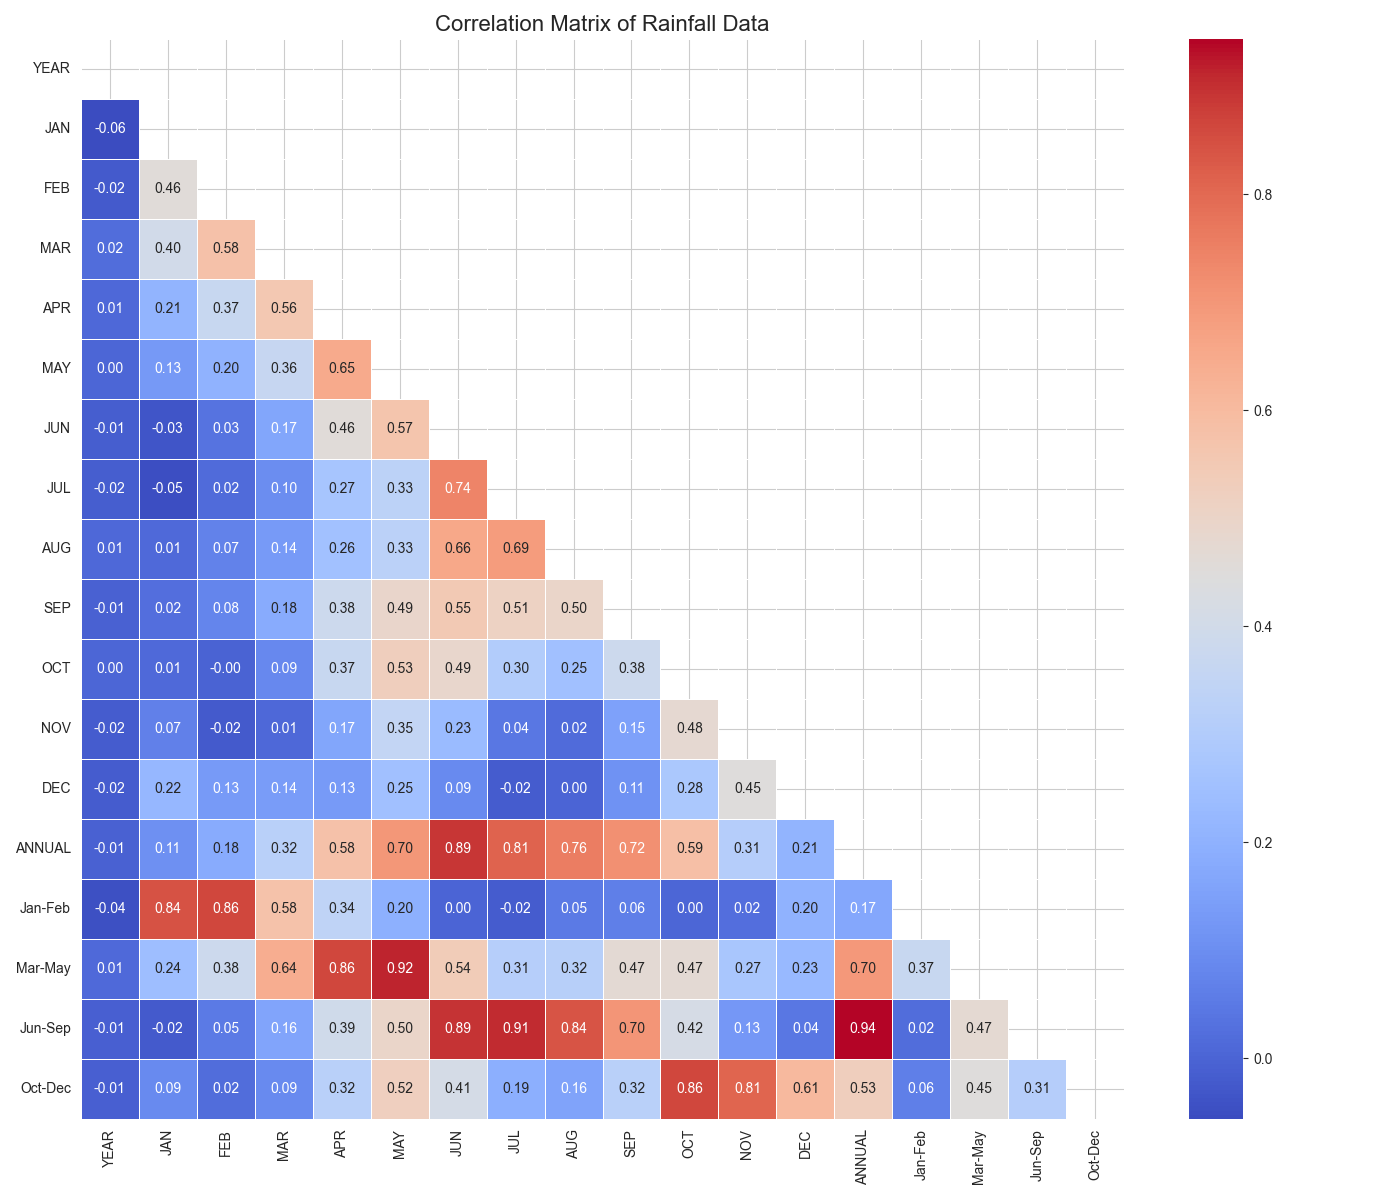 Correlation Matrix of Rainfall Data
YEAR
JAN -0.06
FEB -0.02 0.46
MAR 0.02 0.40 0.58
APR 0.01 0.21 0.37 0.56
MAY 0.00 0.13 0.20 0.36 0.65
JUN -0.01 -0.03 0.03 0.17 0.46 0.57
JUL -0.02 -0.05 0.02 0.10 0.27 0.33 0.74
AUG 0.01 0.01 0.07 0.14 0.26 0.33 0.66 0.69
SEP -0.01 0.02 0.08 0.18 0.38 0.49 0.55 0.51 0.50
OCT 0.00 0.01 -0.00 0.09 0.37 0.53 0.49 0.30 0.25 0.38
NOV -0.02 0.07 -0.02 0.01 0.17 0.35 0.23 0.04 0.02 0.15 0.48
DEC -0.02 0.22 0.13 0.14 0.13 0.25 0.09 -0.02 0.00 0.11 0.28 0.45
ANNUAL -0.01 0.11 0.18 0.32 0.58 0.70 0.89 0.81 0.76 0.72 0.59 0.31 0.21
Jan-Feb -0.04 0.84 0.86 0.58 0.34 0.20 0.00 -0.02 0.05 0.06 0.00 0.02 0.20 0.17
Mar-May 0.01 0.24 0.38 0.64 0.86 0.92 0.54 0.31 0.32 0.47 0.47 0.27 0.23 0.70 0.37
Jun-Sep -0.01 -0.02 0.05 0.16 0.39 0.50 0.89 0.91 0.84 0.70 0.42 0.13 0.04 0.94 0.02 0.47
Oct-Dec -0.01 0.09 0.02 0.09 0.32 0.52 0.41 0.19 0.16 0.32 0.86 0.81 0.61 0.53 0.06 0.45 0.31
YEAR JAN FEB MAR APR MAY JUN JUL AUG SEP OCT NOV DEC ANNUAL Jan-Feb Mar-May Jun-Sep Oct-Dec
0.8
0.6
0.4
0.2
0.0